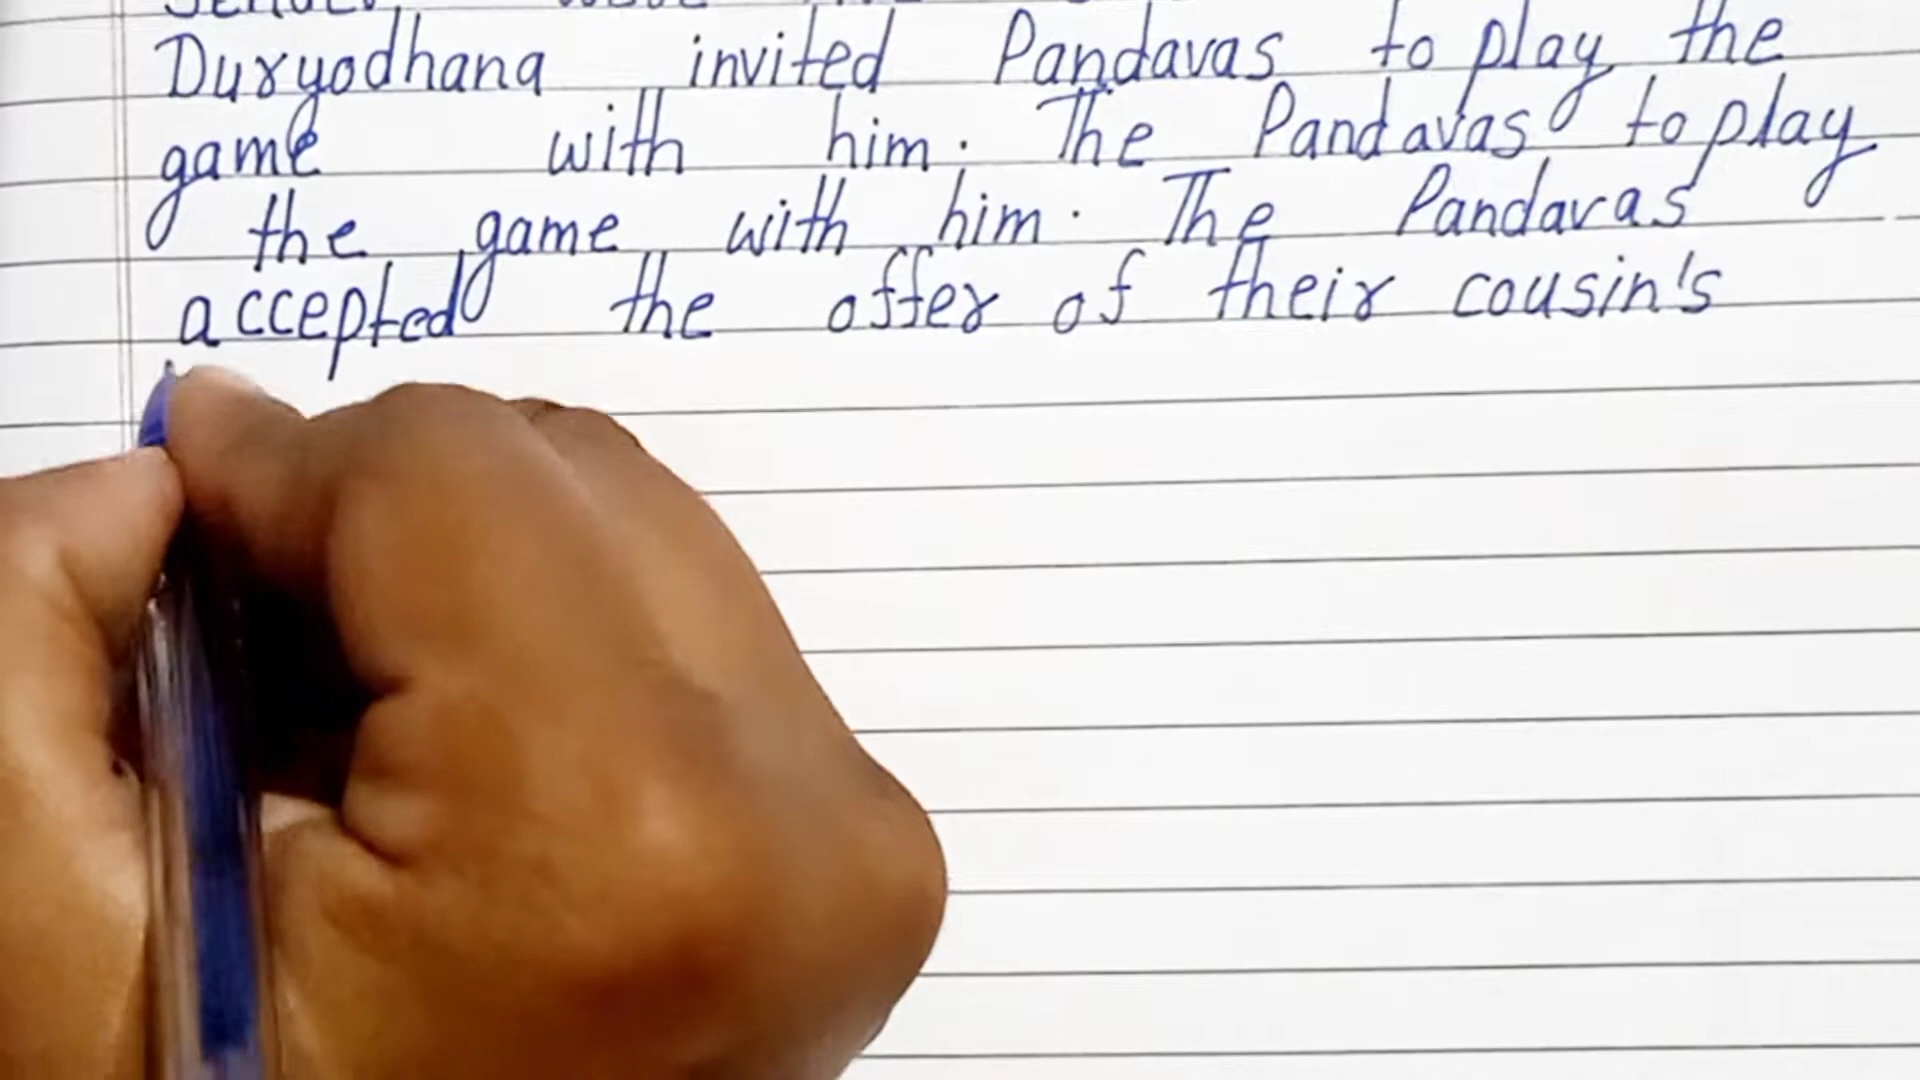 Duryodhana invited Pandavas to play the
game with him. The Pandavas to play
the game with him. The Pandavas
accepted the offer of their cousin's